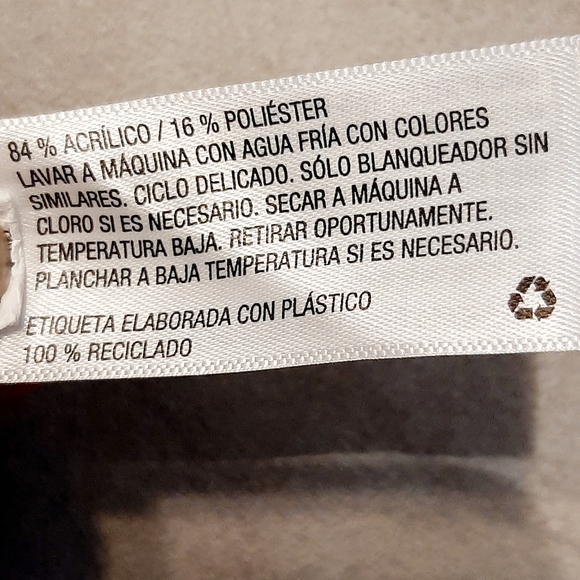 84 % ACRÍLICO / 16 % POLIÉSTER
LAVAR A MÁQUINA CON AGUA FRÍA CON COLORES
SIMILARES. CICLO DELICADO. SÓLO BLANQUEADOR SIN
CLORO SI ES NECESARIO. SECAR A MÁQUINA A
TEMPERATURA BAJA. RETIRAR OPORTUNAMENTE.
PLANCHAR A BAJA TEMPERATURA SI ES NECESARIO.
ETIQUETA ELABORADA CON PLÁSTICO
100 % RECICLADO